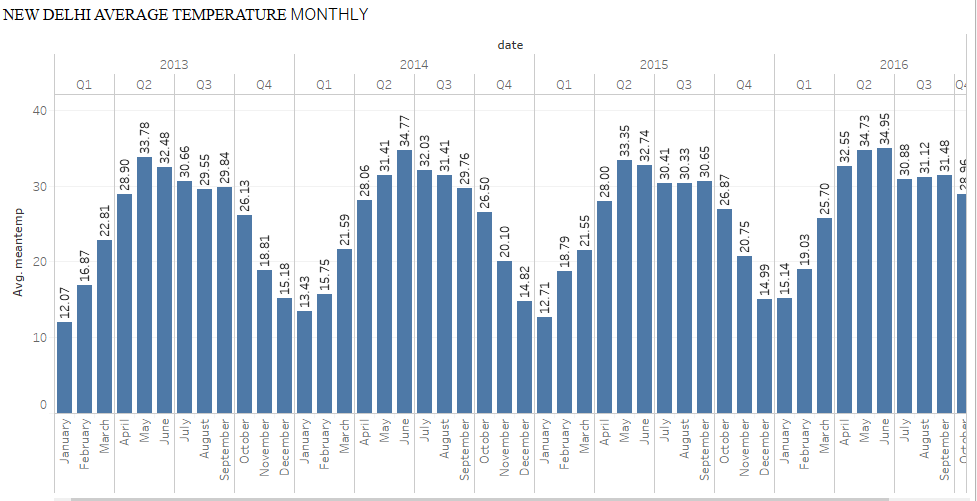 NEW DELHI AVERAGE TEMPERATURE MONTHLY
date
2013 2014 2015 2016
Q1 Q2 Q3 Q4 Q1 Q2 Q3 Q4 Q1 Q2 Q3 Q4 Q1 Q2 Q3
Avg. meantemp
40
30
20
10
0
12.07 16.87 22.81 28.90 33.78 32.48 30.66 29.55 29.84 26.13 18.81 15.18 13.43 15.75 21.59 28.06 31.41 34.77 32.03 31.41 29.76 26.50 20.10 14.82 12.71 18.79 21.55 28.00 33.35 32.74 30.41 30.33 30.65 26.87 20.75 14.99 15.14 19.03 25.70 32.55 34.73 34.95 30.88 31.12 31.48 28.96
January February March April May June July August September October November December January February March April May June July August September October November December January February March April May June July August September October November December January February March April May June July August September October